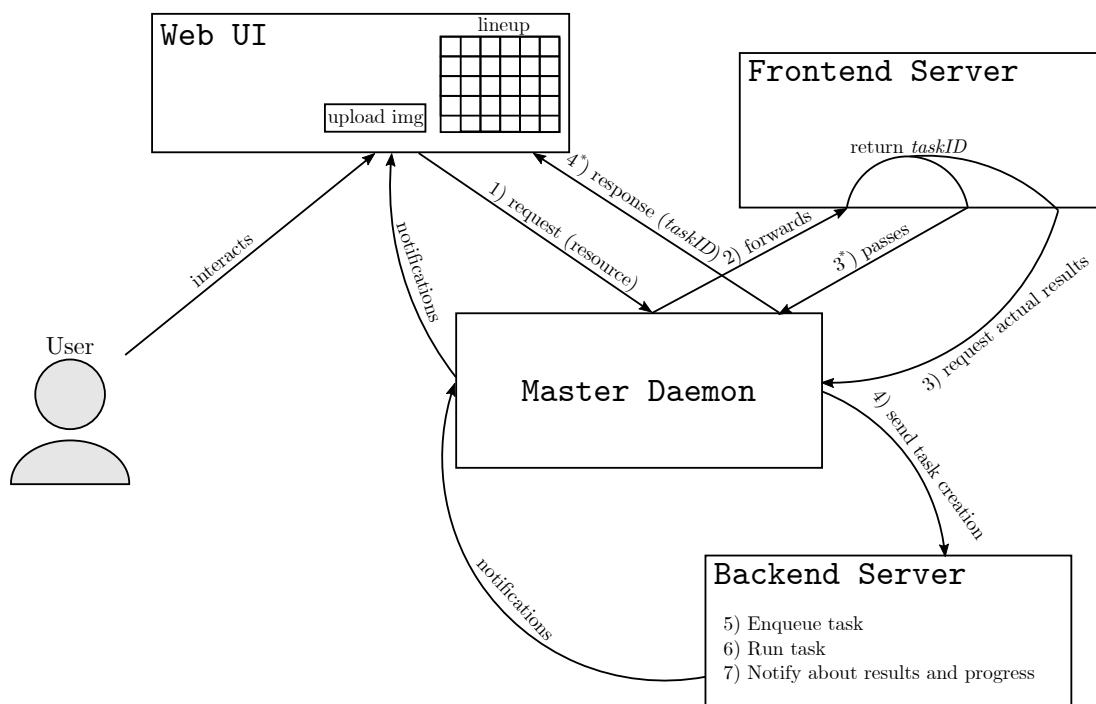 lineup
Web UI
upload img
Frontend Server
return taskID
4*) response (taskID)
1) request (resource)
2) forwards
3*) passes
interacts
notifications
3) request actual results
User
Master Daemon
4) send task creation
notifications
Backend Server
5) Enqueue task
6) Run task
7) Notify about results and progress